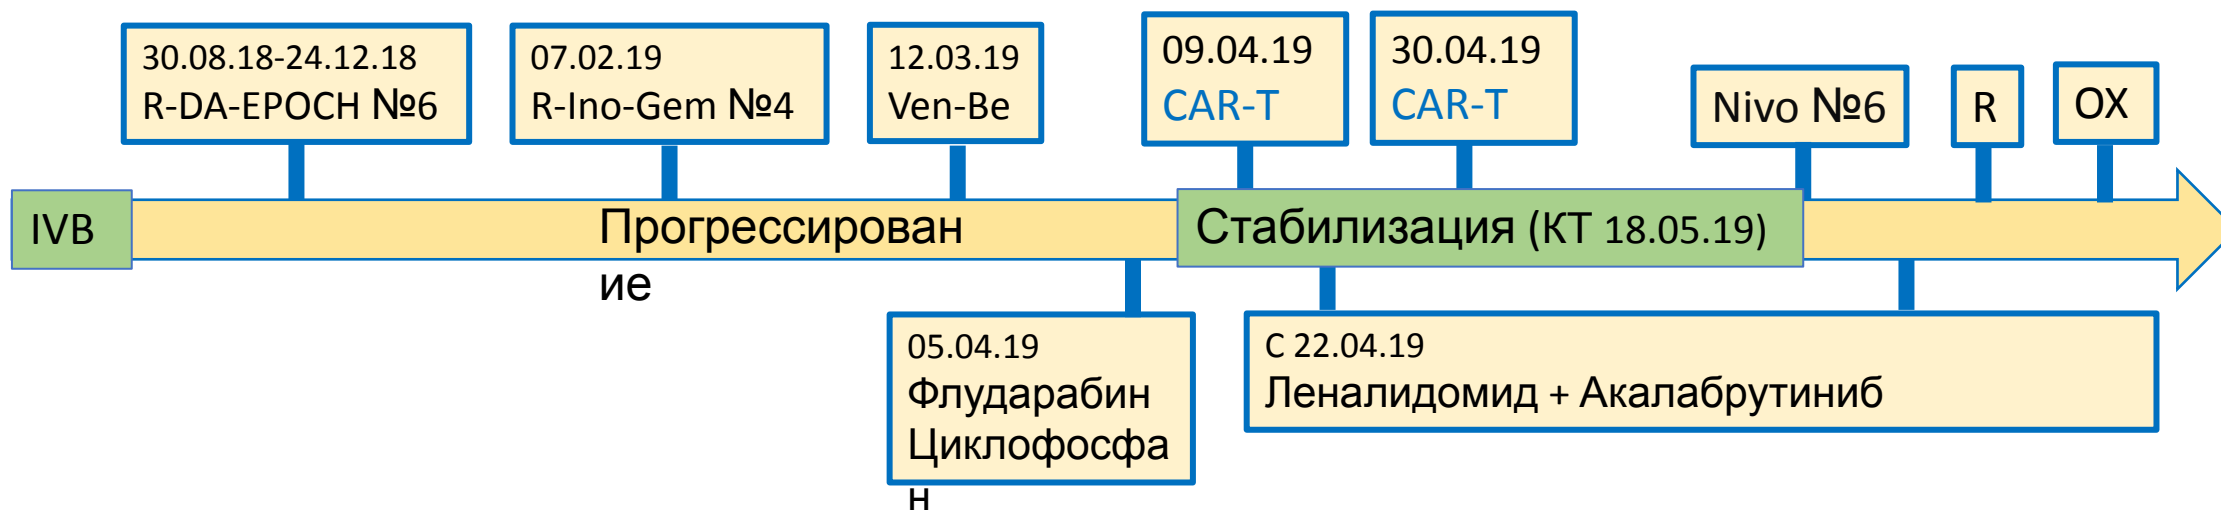 30.08.18-24.12.18
R-DA-EPOCH №6
07.02.19
R-Ino-Gem №4
12.03.19
Ven-Be
09.04.19
CAR-T
30.04.19
CAR-T
Nivo №6
R
OX
IVB
Прогрессирован
ие
Стабилизация (КТ 18.05.19)
05.04.19
Флударабин
Циклофосфа
н
С 22.04.19
Леналидомид + Акалабрутиниб